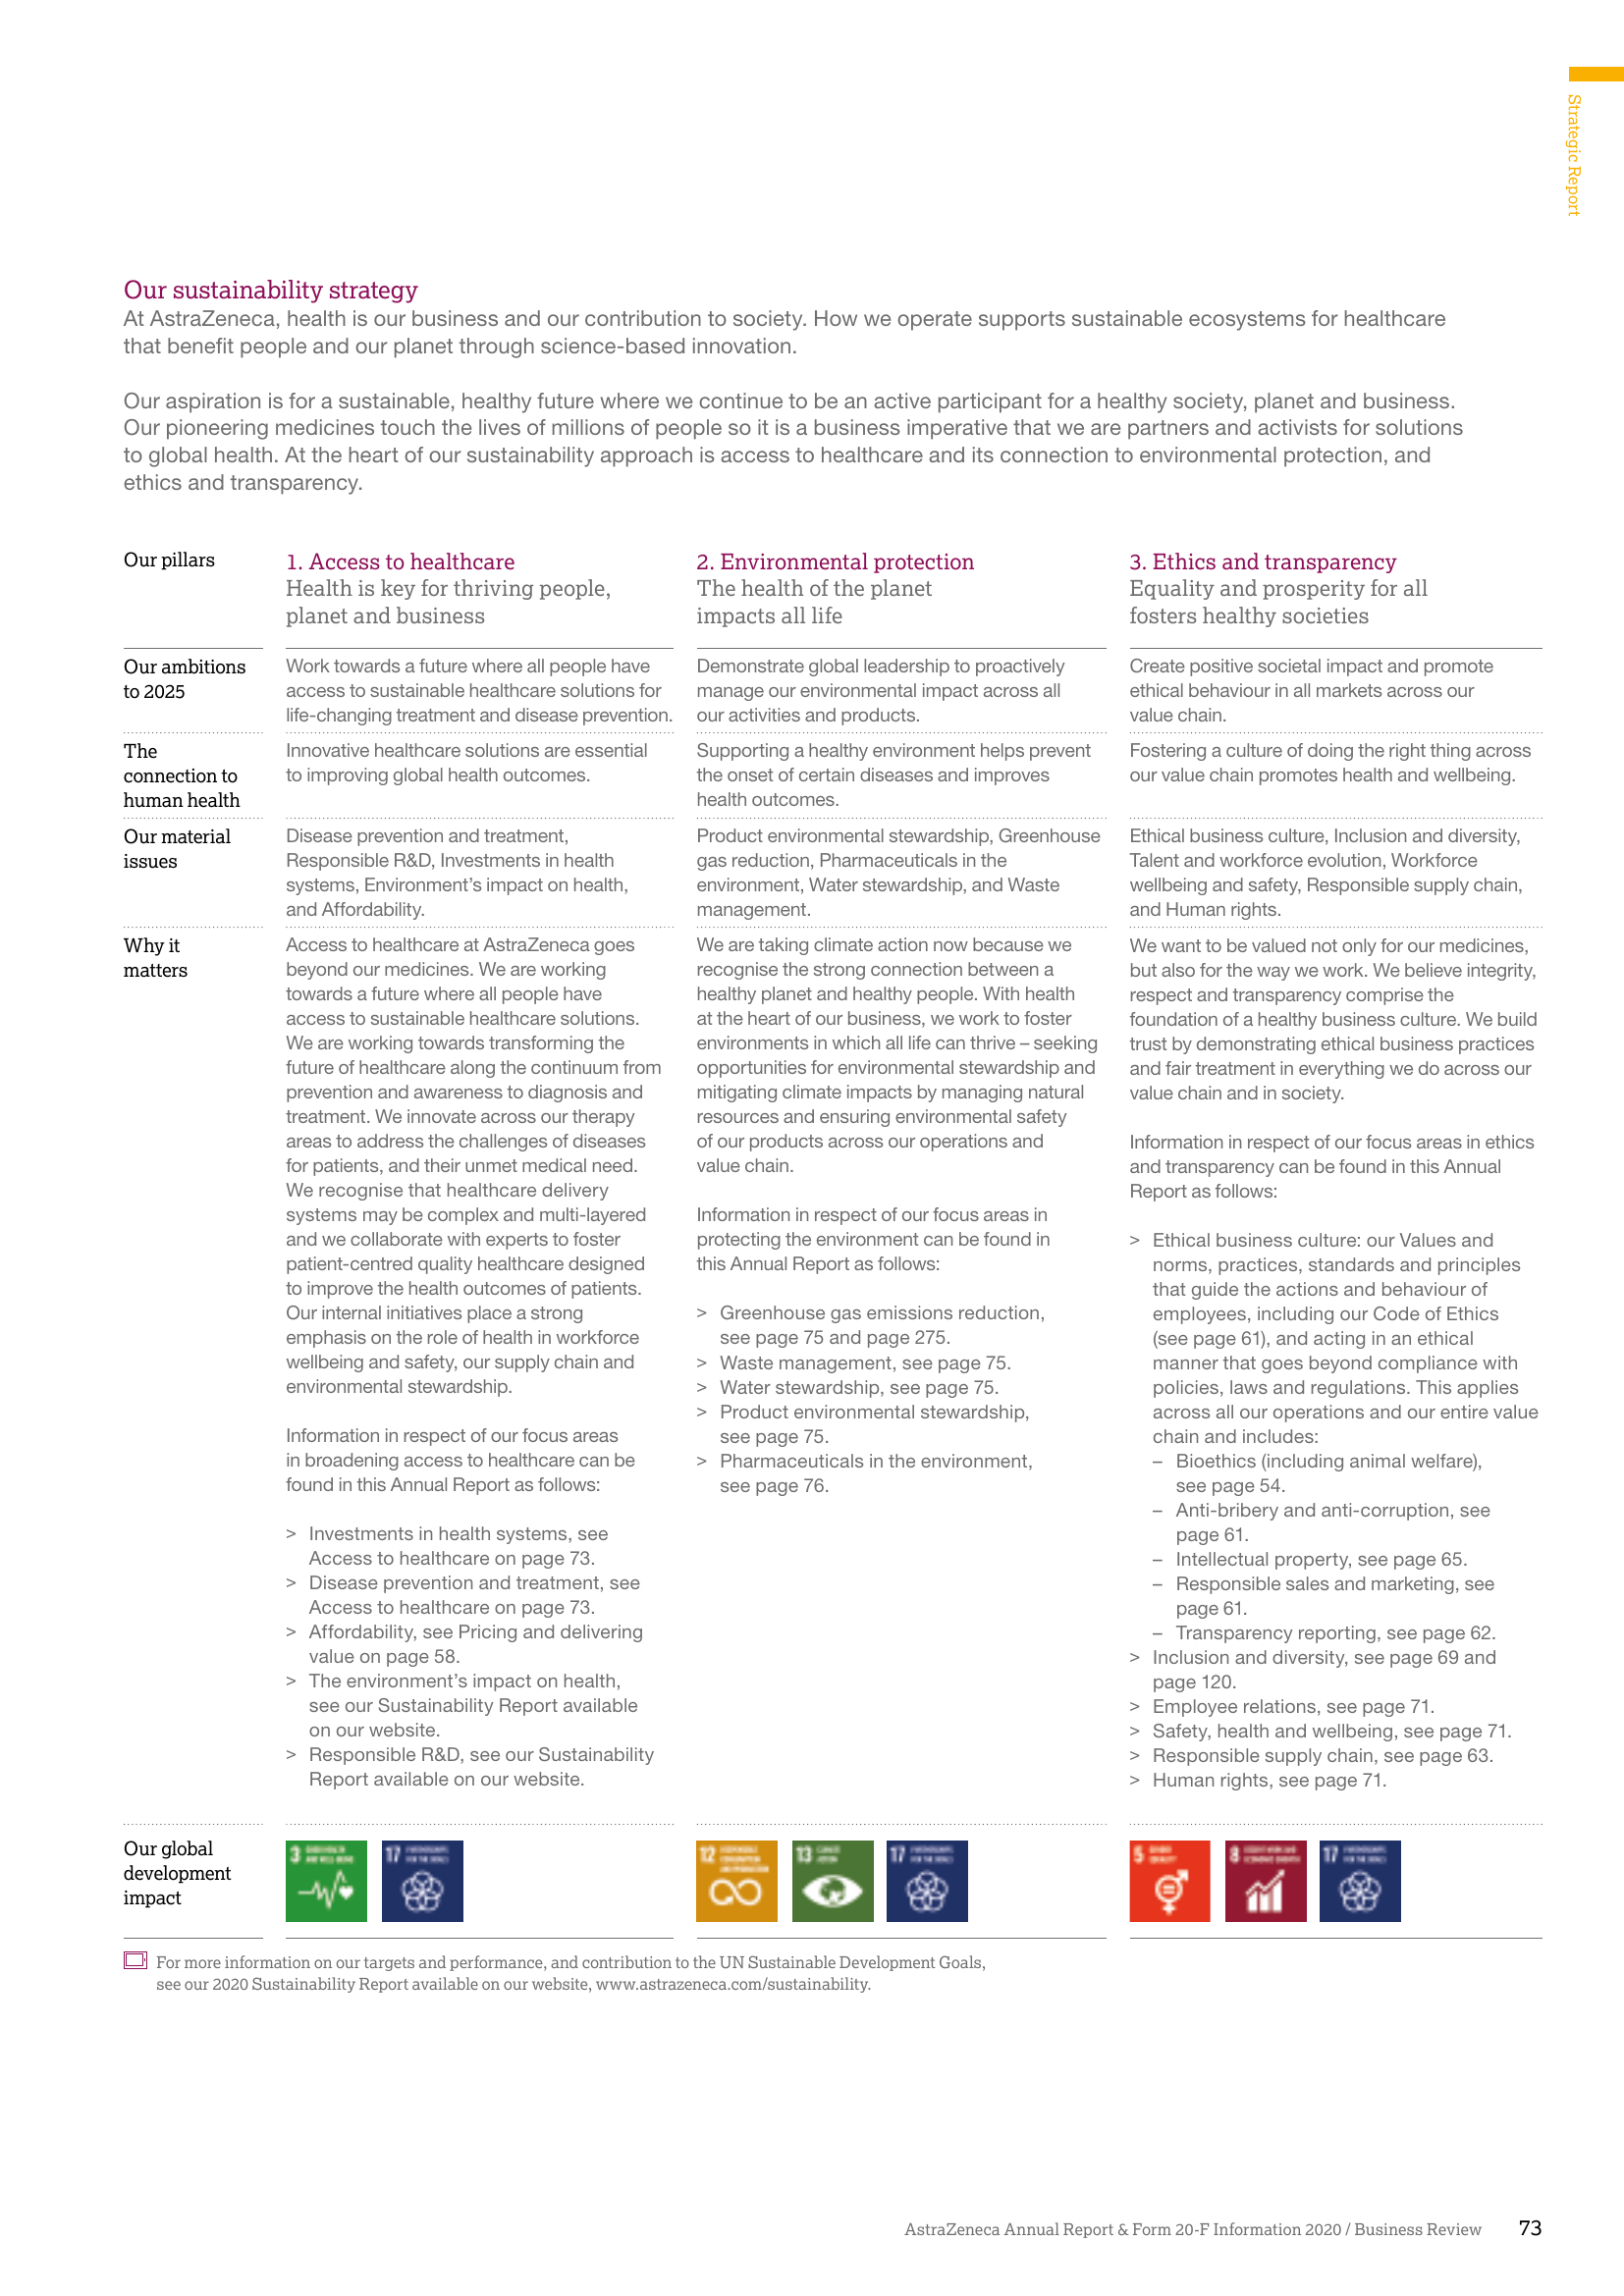 Strategic Report
Our sustainability strategy
At AstraZeneca, health is our business and our contribution to society. How we operate supports sustainable ecosystems for healthcare
that benefit people and our planet through science-based innovation.
Our aspiration is for a sustainable, healthy future where we continue to be an active participant for a healthy society, planet and business.
Our pioneering medicines touch the lives of millions of people so it is a business imperative that we are partners and activists for solutions
to global health. At the heart of our sustainability approach is access to healthcare and its connection to environmental protection, and
ethics and transparency.
Our pillars
1. Access to healthcare
Health is key for thriving people,
planet and business
2. Environmental protection
The health of the planet
impacts all life
3. Ethics and transparency
Equality and prosperity for all
fosters healthy societies
Our ambitions
to 2025
Work towards a future where all people have
access to sustainable healthcare solutions for
life-changing treatment and disease prevention.
Demonstrate global leadership to proactively
manage our environmental impact across all
our activities and products.
Create positive societal impact and promote
ethical behaviour in all markets across our
value chain.
The
connection to
human health
Innovative healthcare solutions are essential
to improving global health outcomes.
Supporting a healthy environment helps prevent
the onset of certain diseases and improves
health outcomes.
Fostering a culture of doing the right thing across
our value chain promotes health and wellbeing.
Our material
issues
Disease prevention and treatment,
Responsible R&D, Investments in health
systems, Environment's impact on health,
and Affordability.
Product environmental stewardship, Greenhouse
gas reduction, Pharmaceuticals in the
environment, Water stewardship, and Waste
management.
Ethical business culture, Inclusion and diversity,
Talent and workforce evolution, Workforce
wellbeing and safety, Responsible supply chain,
and Human rights.
Why it
matters
Access to healthcare at AstraZeneca goes
beyond our medicines. We are working
towards a future where all people have
access to sustainable healthcare solutions.
We are working towards transforming the
future of healthcare along the continuum from
prevention and awareness to diagnosis and
treatment. We innovate across our therapy
areas to address the challenges of diseases
for patients, and their unmet medical need.
We recognise that healthcare delivery
systems may be complex and multi-layered
and we collaborate with experts to foster
patient-centred quality healthcare designed
to improve the health outcomes of patients.
Our internal initiatives place a strong
emphasis on the role of health in workforce
wellbeing and safety, our supply chain and
environmental stewardship.
Information in respect of our focus areas
in broadening access to healthcare can be
found in this Annual Report as follows:
> Investments in health systems, see
Access to healthcare on page 73.
> Disease prevention and treatment, see
Access to healthcare on page 73.
> Affordability, see Pricing and delivering
value on page 58.
> The environment's impact on health,
see our Sustainability Report available
on our website.
> Responsible R&D, see our Sustainability
Report available on our website.
We are taking climate action now because we
recognise the strong connection between a
healthy planet and healthy people. With health
at the heart of our business, we work to foster
environments in which all life can thrive – seeking
opportunities for environmental stewardship and
mitigating climate impacts by managing natural
resources and ensuring environmental safety
of our products across our operations and
value chain.
Information in respect of our focus areas in
protecting the environment can be found in
this Annual Report as follows:
> Greenhouse gas emissions reduction,
see page 75 and page 275.
> Waste management, see page 75.
> Water stewardship, see page 75.
> Product environmental stewardship,
see page 75.
> Pharmaceuticals in the environment,
see page 76.
We want to be valued not only for our medicines,
but also for the way we work. We believe integrity,
respect and transparency comprise the
foundation of a healthy business culture. We build
trust by demonstrating ethical business practices
and fair treatment in everything we do across our
value chain and in society.
Information in respect of our focus areas in ethics
and transparency can be found in this Annual
Report as follows:
> Ethical business culture: our Values and
norms, practices, standards and principles
that guide the actions and behaviour of
employees, including our Code of Ethics
(see page 61), and acting in an ethical
manner that goes beyond compliance with
policies, laws and regulations. This applies
across all our operations and our entire value
chain and includes:
– Bioethics (including animal welfare),
see page 54.
– Anti-bribery and anti-corruption, see
page 61.
– Intellectual property, see page 65.
– Responsible sales and marketing, see
page 61.
– Transparency reporting, see page 62.
> Inclusion and diversity, see page 69 and
page 120.
> Employee relations, see page 71.
> Safety, health and wellbeing, see page 71.
> Responsible supply chain, see page 63.
> Human rights, see page 71.
Our global
development
impact
3
17
12
13
17
5
8
17
For more information on our targets and performance, and contribution to the UN Sustainable Development Goals,
see our 2020 Sustainability Report available on our website, www.astrazeneca.com/sustainability.
AstraZeneca Annual Report & Form 20-F Information 2020 / Business Review 73